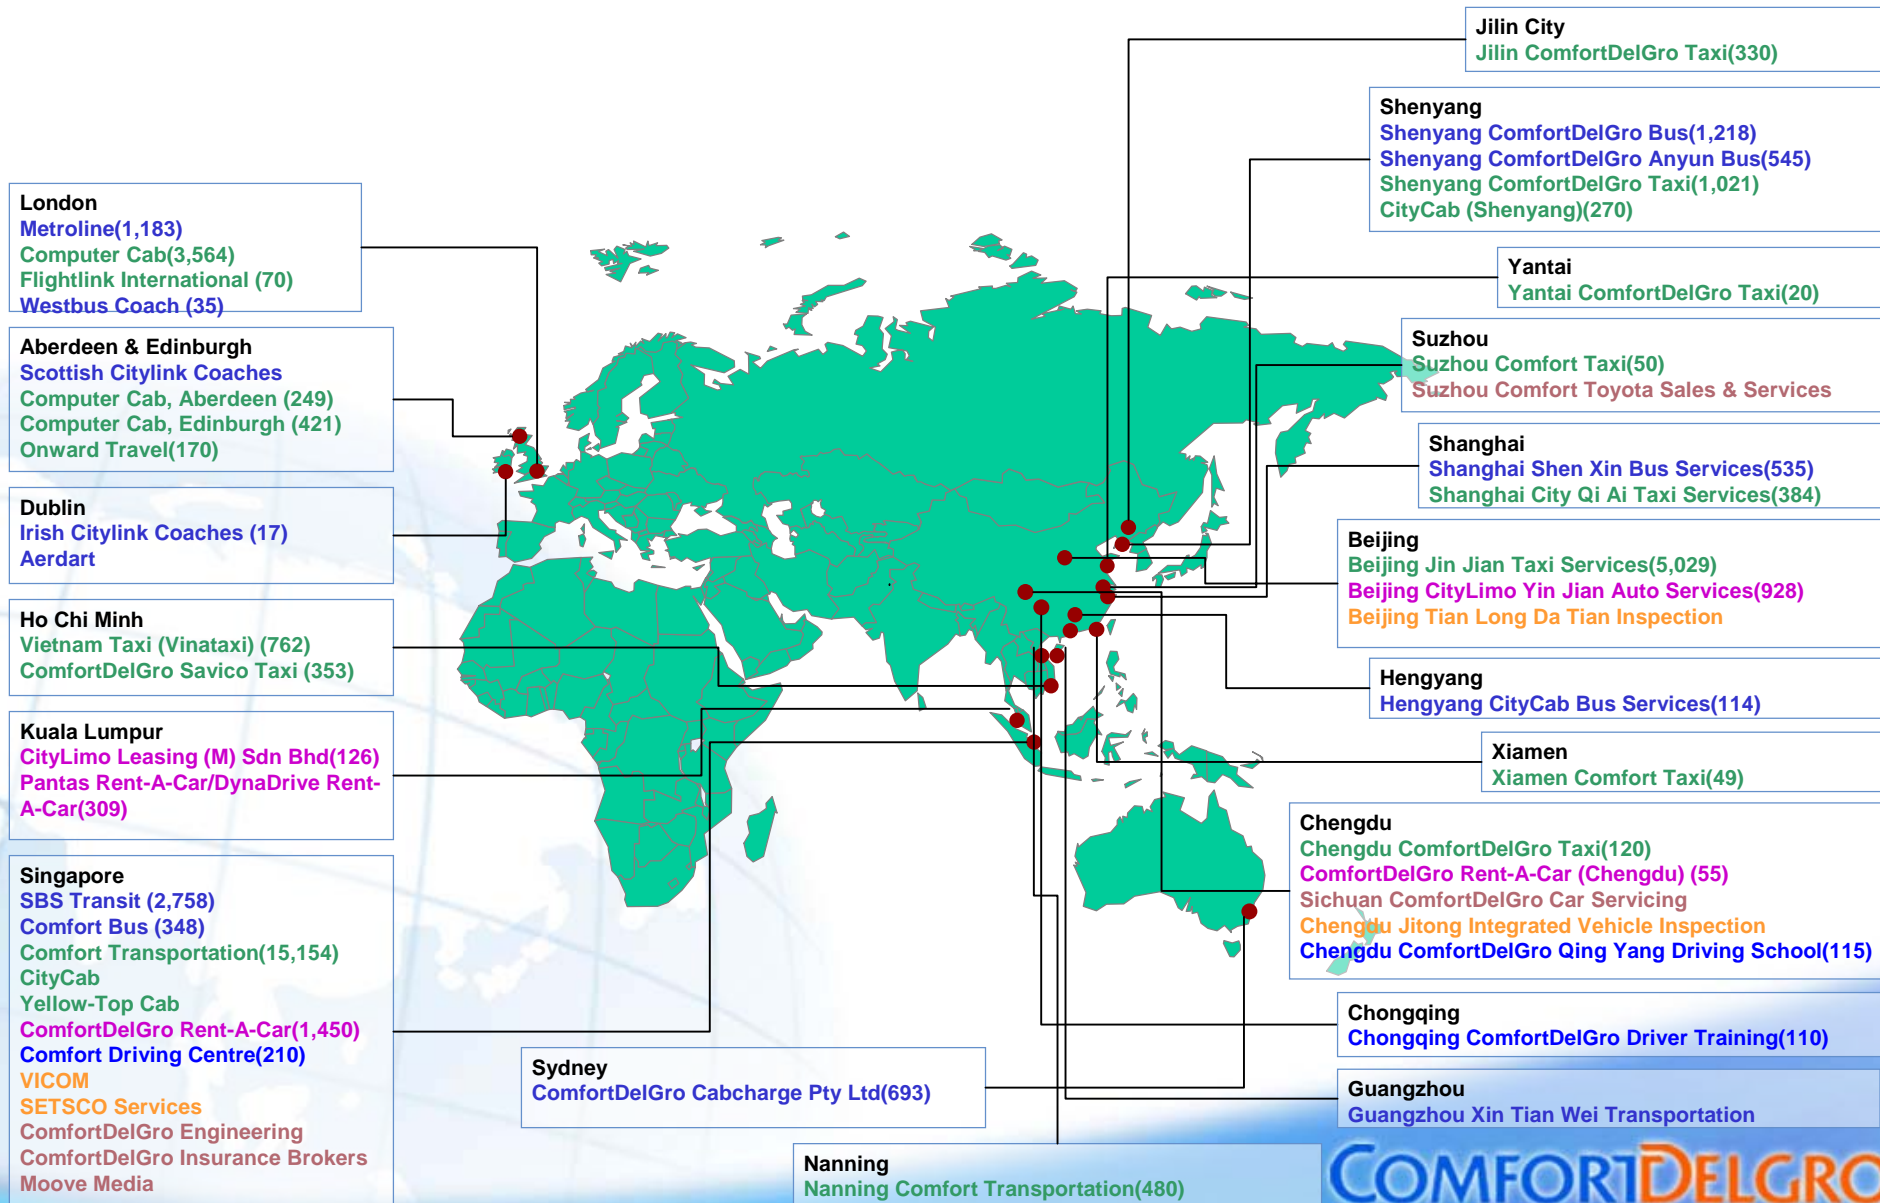 London
Metroline(1,183)
Computer Cab(3,564)
Flightlink International (70)
Westbus Coach (35)
Aberdeen & Edinburgh
Scottish Citylink Coaches
Computer Cab, Aberdeen (249)
Computer Cab, Edinburgh (421)
Onward Travel(170)
Dublin
Irish Citylink Coaches (17)
Aerdart
Ho Chi Minh
Vietnam Taxi (Vinataxi) (762)
ComfortDelGro Savico Taxi (353)
Kuala Lumpur
CityLimo Leasing (M) Sdn Bhd(126)
Pantas Rent-A-Car/DynaDrive Rent-
A-Car(309)
Singapore
SBS Transit (2,758)
Comfort Bus (348)
Comfort Transportation(15,154)
CityCab
Yellow-Top Cab
ComfortDelGro Rent-A-Car(1,450)
Comfort Driving Centre(210)
VICOM
SETSCO Services
ComfortDelGro Engineering
ComfortDelGro Insurance Brokers
Moove Media
Sydney
ComfortDelGro Cabcharge Pty Ltd(693)
Nanning
Nanning Comfort Transportation(480)
Jilin City
Jilin ComfortDelGro Taxi(330)
Shenyang
Shenyang ComfortDelGro Bus(1,218)
Shenyang ComfortDelGro Anyun Bus(545)
Shenyang ComfortDelGro Taxi(1,021)
CityCab (Shenyang)(270)
Yantai
Yantai ComfortDelGro Taxi(20)
Suzhou
Suzhou Comfort Taxi(50)
Suzhou Comfort Toyota Sales & Services
Shanghai
Shanghai Shen Xin Bus Services(535)
Shanghai City Qi Ai Taxi Services(384)
Beijing
Beijing Jin Jian Taxi Services(5,029)
Beijing CityLimo Yin Jian Auto Services(928)
Beijing Tian Long Da Tian Inspection
Hengyang
Hengyang CityCab Bus Services(114)
Xiamen
Xiamen Comfort Taxi(49)
Chengdu
Chengdu ComfortDelGro Taxi(120)
ComfortDelGro Rent-A-Car (Chengdu) (55)
Sichuan ComfortDelGro Car Servicing
Chengdu Jitong Integrated Vehicle Inspection
Chengdu ComfortDelGro Qing Yang Driving School(115)
Chongqing
Chongqing ComfortDelGro Driver Training(110)
Guangzhou
Guangzhou Xin Tian Wei Transportation
COMFORTDELGRO